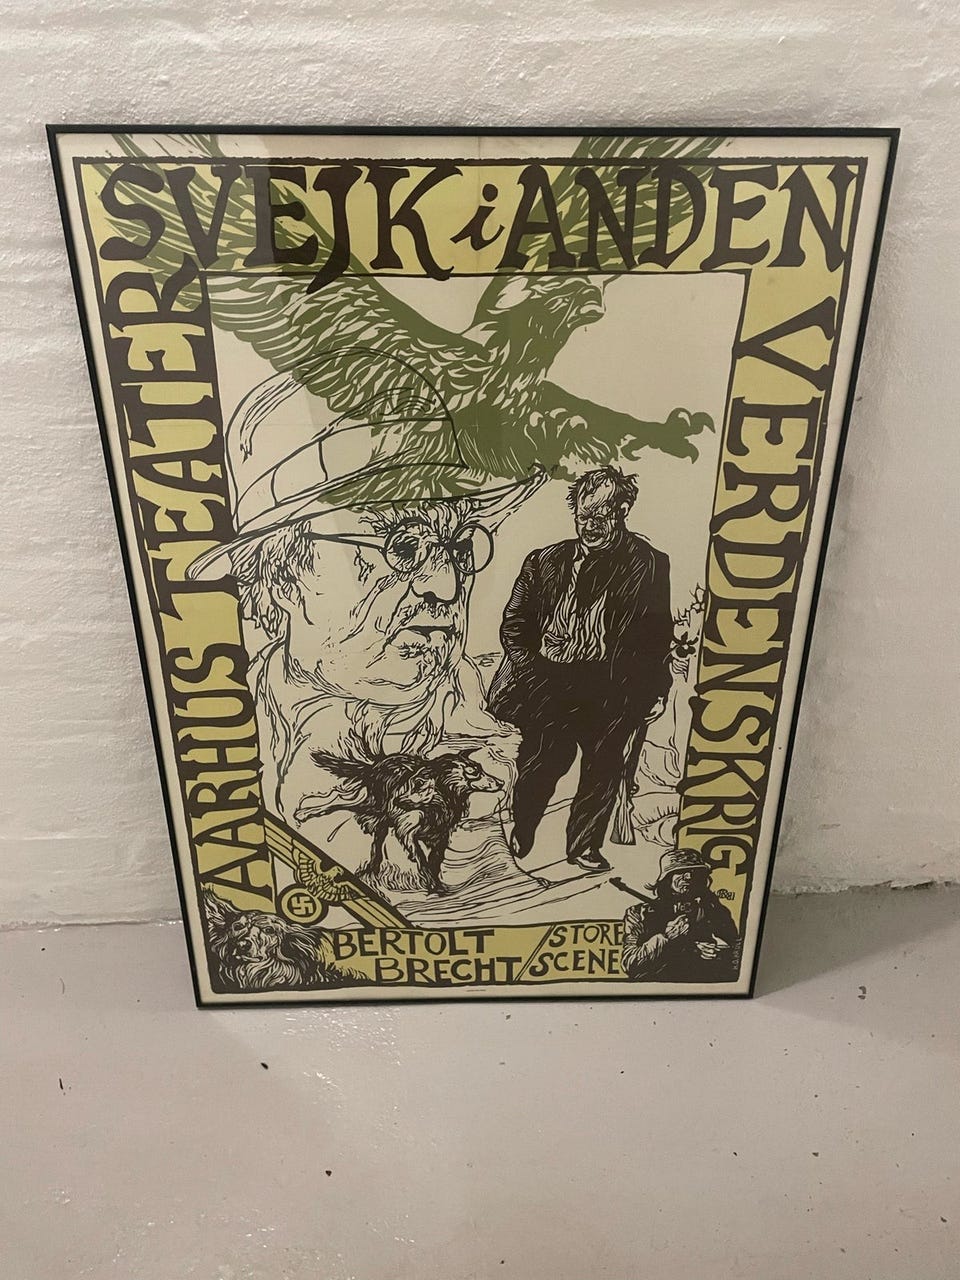 SVEJK i ANDEN
VERDENSKRIG
AARHUS TEATER
BERTOLT
BRECHT/
STORE
SCENE